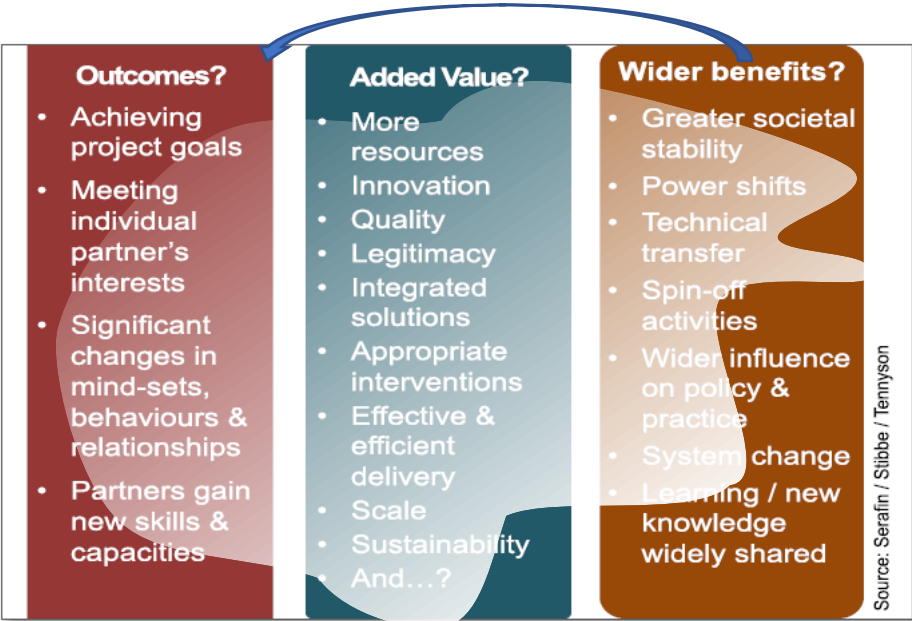 Outcomes?
• Achieving
project goals
• Meeting
individual
partner's
interests
• Significant
changes in
mind-sets,
behaviours &
relationships
• Partners gain
new skills &
capacities
Added Value?
• More
resources
• Innovation
• Quality
• Legitimacy
• Integrated
solutions
• Appropriate
interventions
• Effective &
efficient
delivery
• Scale
• Sustainability
• And...?
Wider benefits?
• Greater societal
stability
• Power shifts
• Technical
transfer
• Spin-off
activities
• Wider influence
on policy &
practice
• System change
• Learning / new
knowledge
widely shared
Source: Serafin / Stibbe / Tennyson